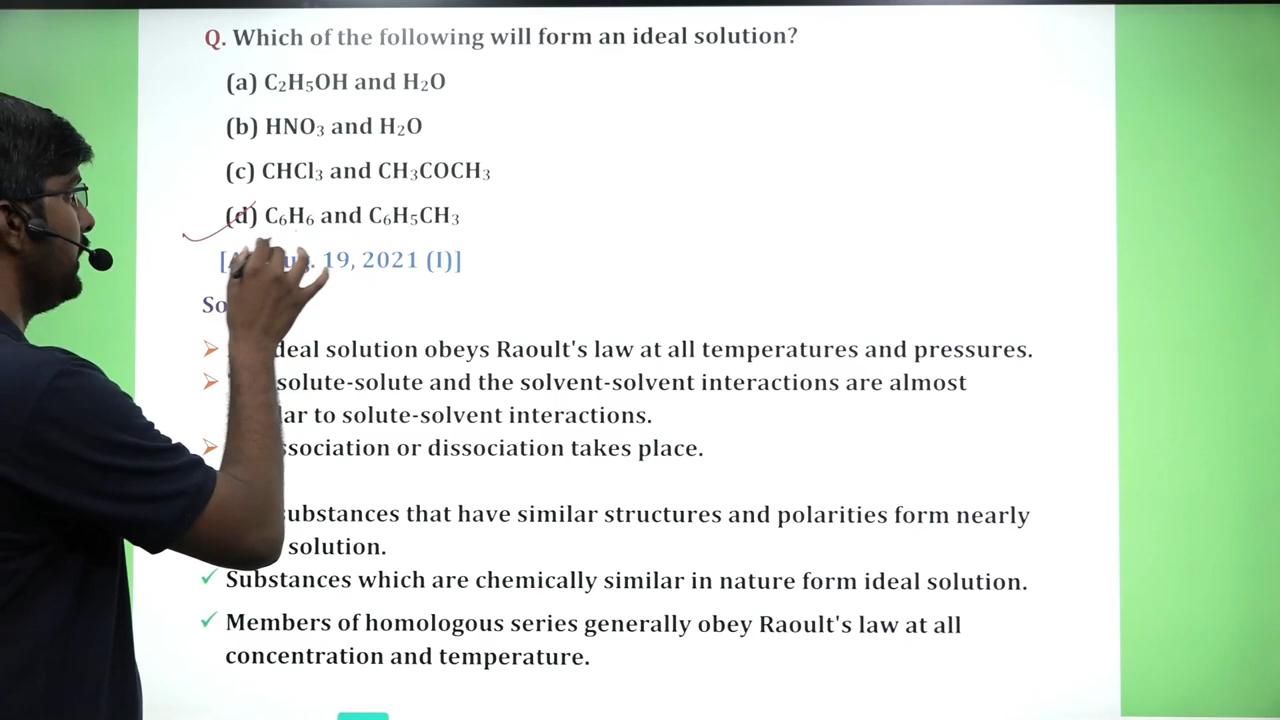 Q. Which of the following will form an ideal solution?
(a) C₂H₅OH and H₂O
(b) HNO₃ and H₂O
(c) CHCl₃ and CH₃COCH₃
(d) C₆H₆ and C₆H₅CH₃
19, 2021 (I)]
ideal solution obeys Raoult's law at all temperatures and pressures.
solute-solute and the solvent-solvent interactions are almost
to solute-solvent interactions.
or dissociation takes place.
substances that have similar structures and polarities form nearly
solution.
✓ Substances which are chemically similar in nature form ideal solution.
✓ Members of homologous series generally obey Raoult's law at all
concentration and temperature.